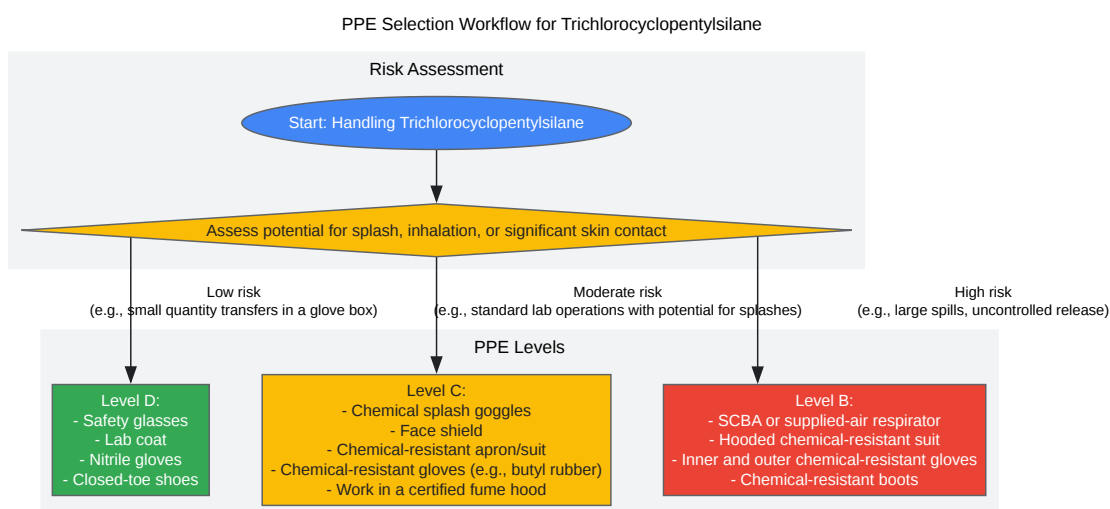 PPE Selection Workflow for Trichlorocyclopentylsilane
Risk Assessment
Start: Handling Trichlorocyclopentylsilane
Assess potential for splash, inhalation, or significant skin contact
Low risk
(e.g., small quantity transfers in a glove box)
Moderate risk
(e.g., standard lab operations with potential for splashes)
High risk
(e.g., large spills, uncontrolled release)
PPE Levels
Level D:
- Safety glasses
- Lab coat
- Nitrile gloves
- Closed-toe shoes
Level C:
- Chemical splash goggles
- Face shield
- Chemical-resistant apron/suit
- Chemical-resistant gloves (e.g., butyl rubber)
- Work in a certified fume hood
Level B:
- SCBA or supplied-air respirator
- Hooded chemical-resistant suit
- Inner and outer chemical-resistant gloves
- Chemical-resistant boots